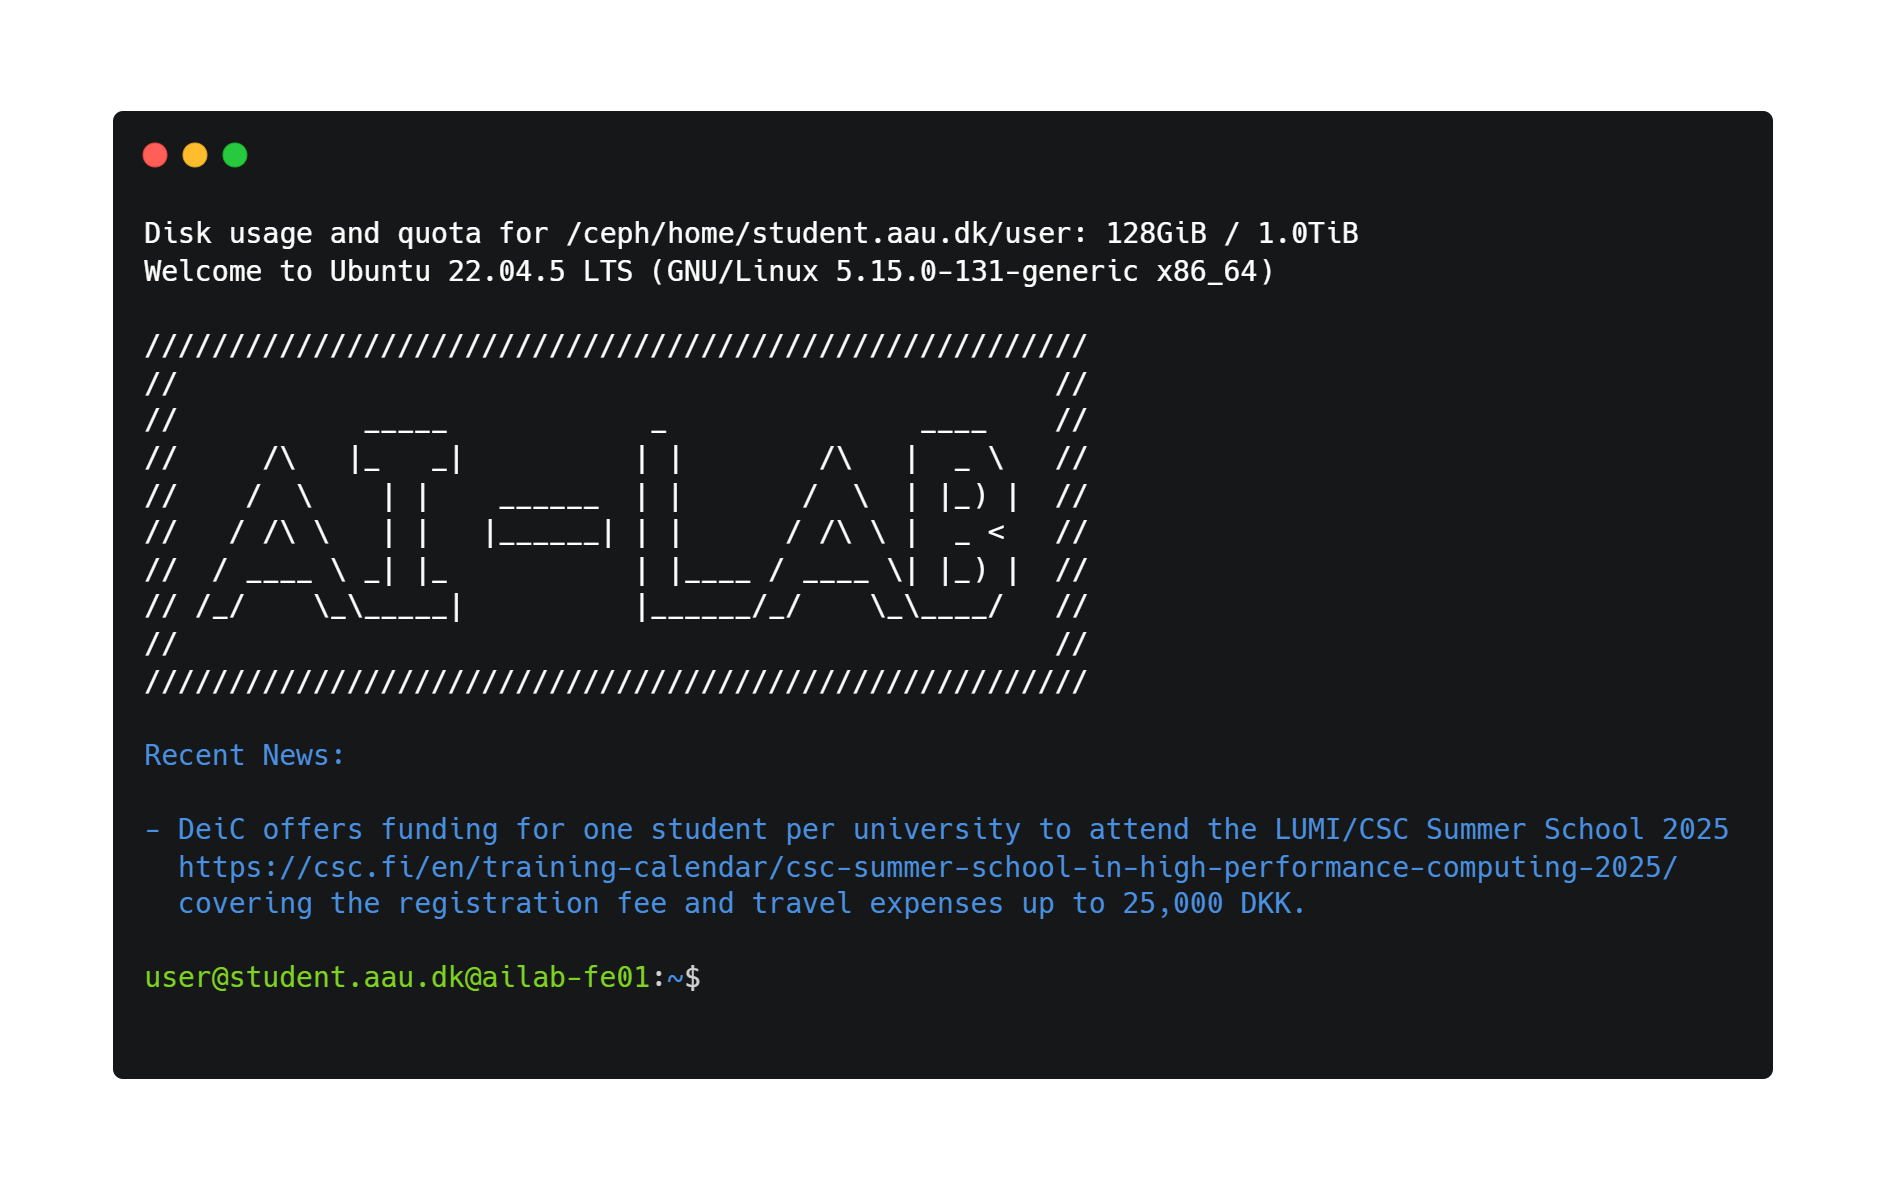 Disk usage and quota for /ceph/home/student.aau.dk/user: 128GiB / 1.0TiB
Welcome to Ubuntu 22.04.5 LTS (GNU/Linux 5.15.0-131-generic x86_64)

////////////////////////////////////////////////////////
//                                                    //
//           _____            _               ____    //
//     /\   |_   _|          | |        /\   |  _ \   //
//    /  \    | |    ______  | |       /  \  | |_) |  //
//   / /\ \   | |   |______| | |      / /\ \ |  _ <   //
//  / ____ \ _| |_           | |____ / ____ \| |_) |  //
// /_/    \_\_____|          |______/_/    \_\____/   //
//                                                    //
////////////////////////////////////////////////////////

Recent News:

- DeiC offers funding for one student per university to attend the LUMI/CSC Summer School 2025
  https://csc.fi/en/training-calendar/csc-summer-school-in-high-performance-computing-2025/
  covering the registration fee and travel expenses up to 25,000 DKK.

user@student.aau.dk@ailab-fe01:~$